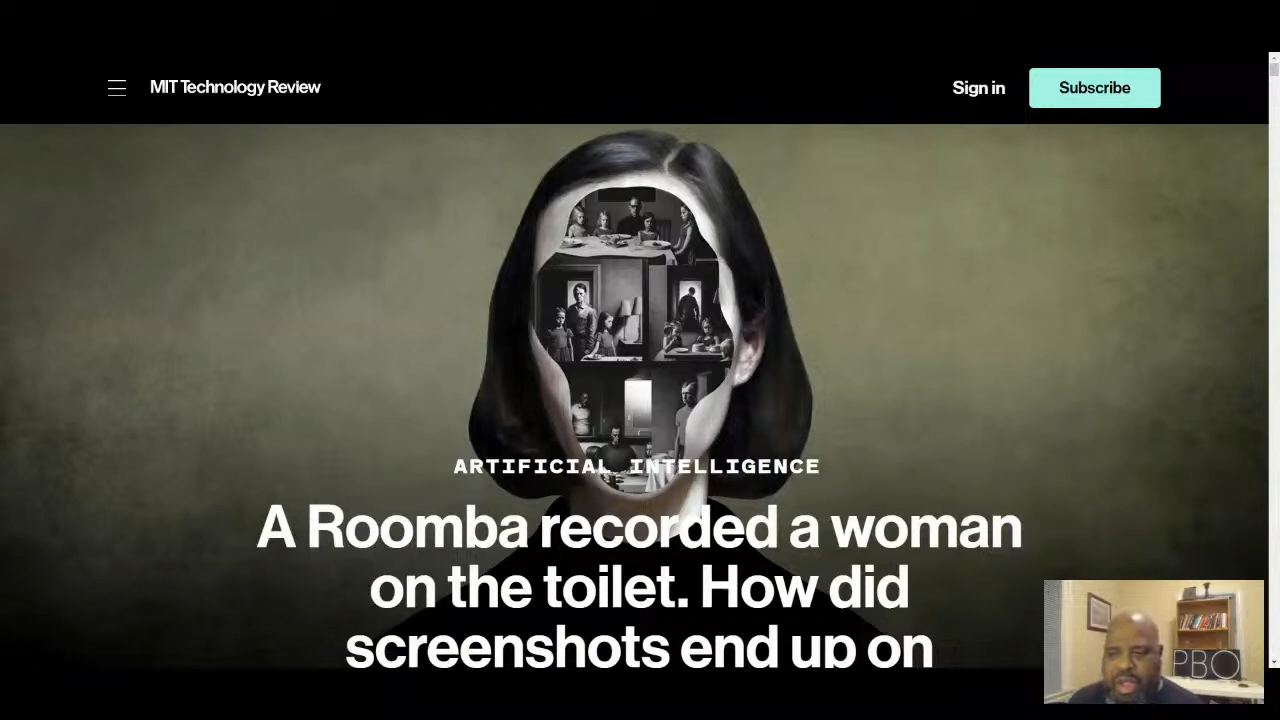 MIT Technology Review
Sign in
Subscribe
ARTIFICIAL INTELLIGENCE
A Roomba recorded a woman
on the toilet. How did
screenshots end up on
PBO